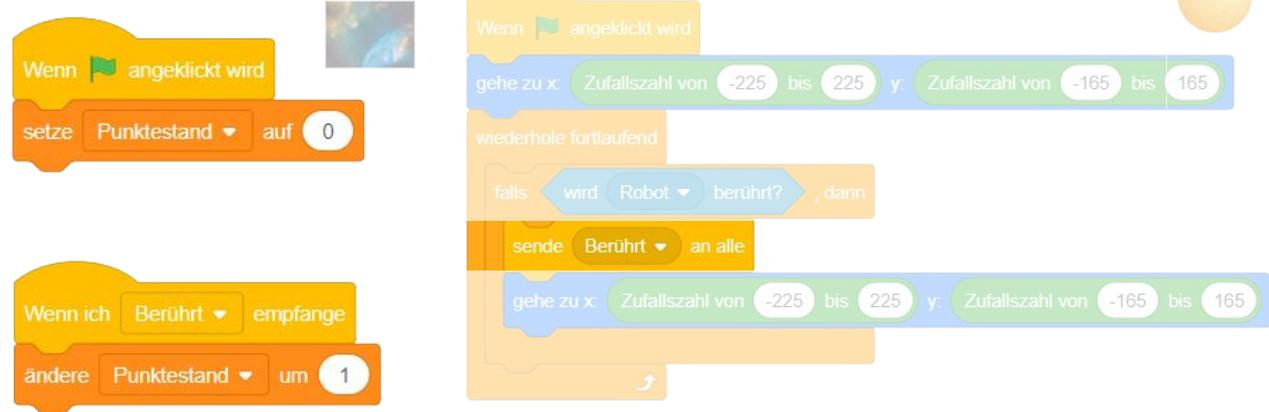 Wenn angeklickt wird
setze Punktestand auf 0
Wenn ich Berührt empfange
ändere Punktestand um 1
Wenn angeklickt wird
gehe zu x: Zufallszahl von -225 bis 225 y: Zufallszahl von -165 bis 165
wiederhole fortlaufend
falls wird Robot berührt? , dann
sende Berührt an alle
gehe zu x: Zufallszahl von -225 bis 225 y: Zufallszahl von -165 bis 165